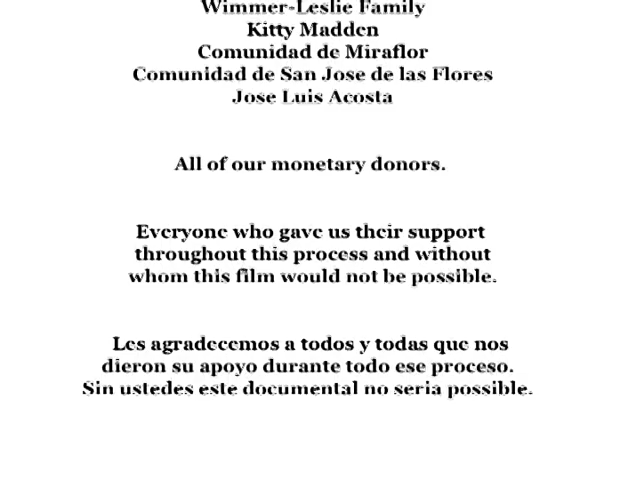 Wimmer-Leslie Family
Kitty Madden
Comunidad de Miraflor
Comunidad de San Jose de las Flores
Jose Luis Acosta
All of our monetary donors.
Everyone who gave us their support
throughout this process and without
whom this film would not be possible.
Les agradecemos a todos y todas que nos
dieron su apoyo durante todo ese proceso.
Sin ustedes este documental no seria possible.